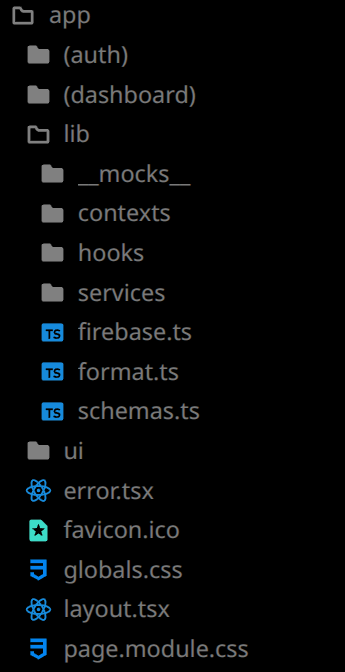 app
(auth)
(dashboard)
lib
__mocks__
contexts
hooks
services
TS firebase.ts
TS format.ts
TS schemas.ts
ui
error.tsx
favicon.ico
globals.css
layout.tsx
page.module.css